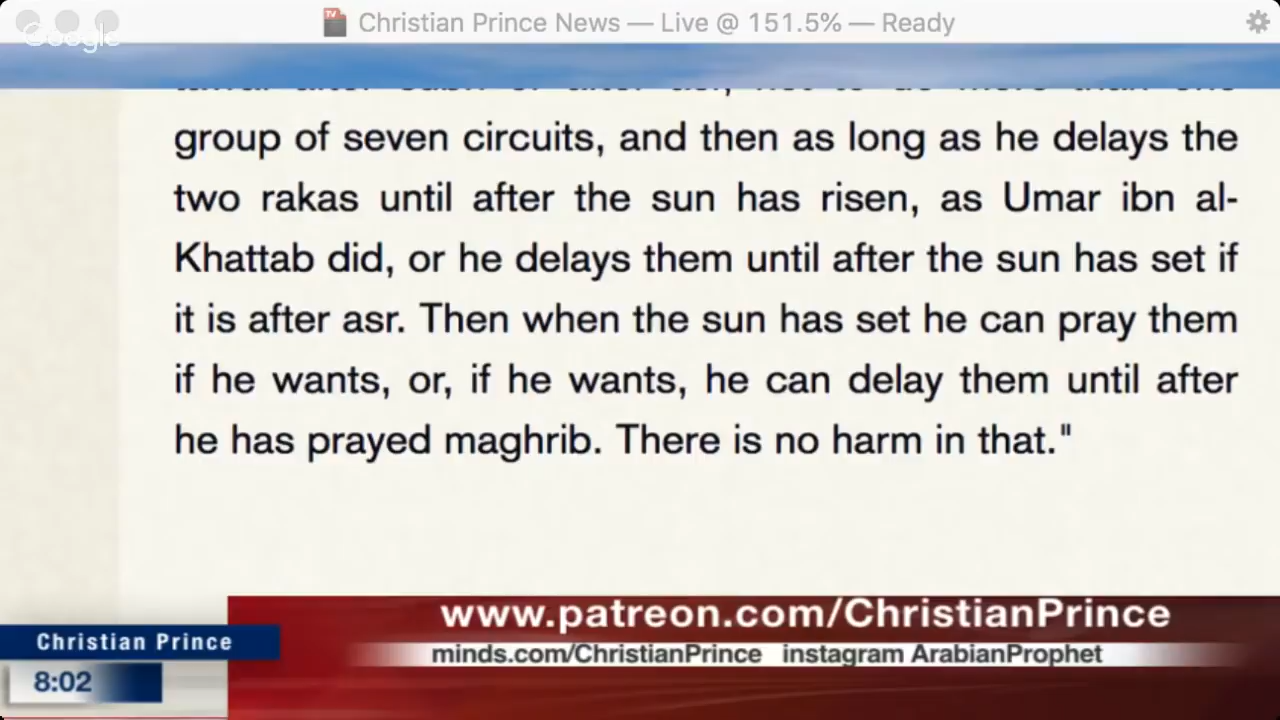 Christian Prince News — Live @ 151.5% — Ready
Google
group of seven circuits, and then as long as he delays the
two rakas until after the sun has risen, as Umar ibn al-
Khattab did, or he delays them until after the sun has set if
it is after asr. Then when the sun has set he can pray them
if he wants, or, if he wants, he can delay them until after
he has prayed maghrib. There is no harm in that."
www.patreon.com/ChristianPrince
Christian Prince
minds.com/ChristianPrince instagram ArabianProphet
8:02